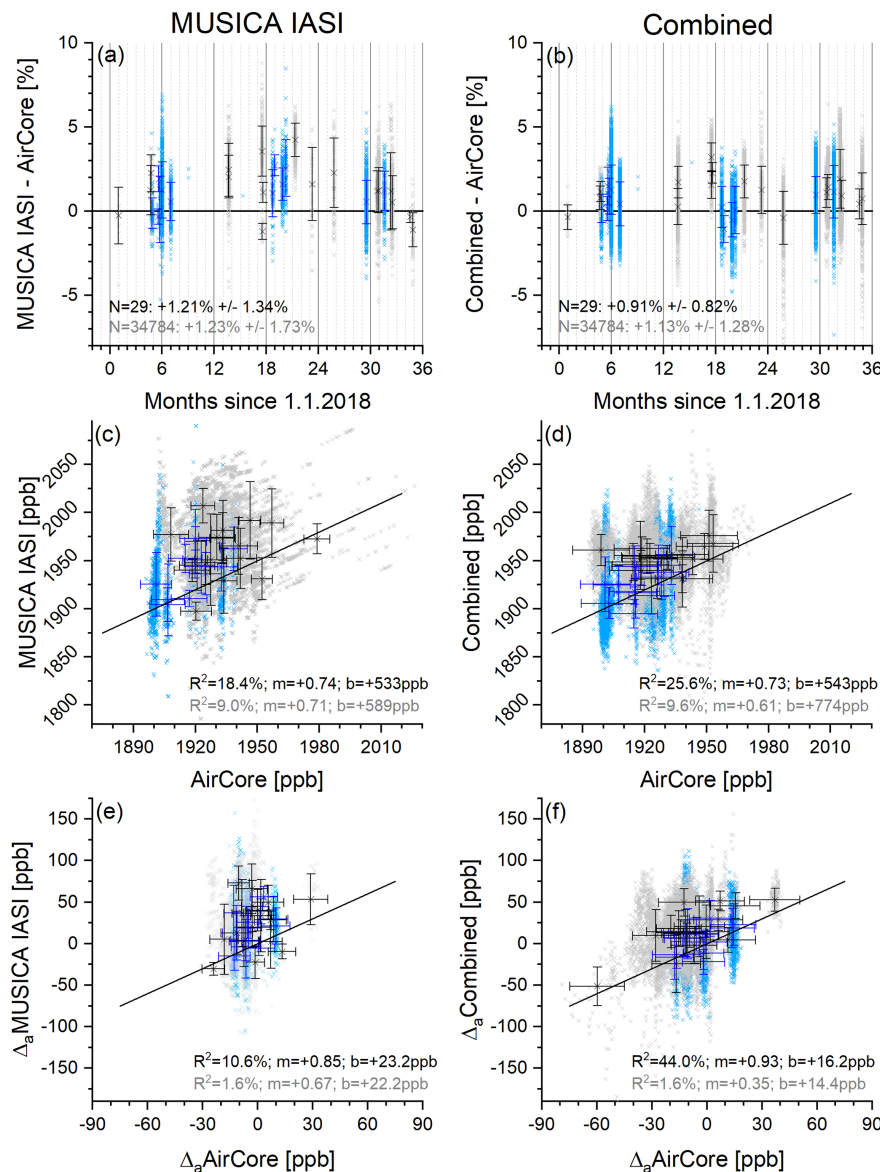 MUSICA IASI
Combined
(a)
MUSICA IASI - AirCore [%]
10
5
0
-5
N=29: +1.21% +/- 1.34%
N=34784: +1.23% +/- 1.73%
0 6 12 18 24 30 36
Months since 1.1.2018
(b)
Combined - AirCore [%]
10
5
0
-5
N=29: +0.91% +/- 0.82%
N=34784: +1.13% +/- 1.28%
0 6 12 18 24 30 36
Months since 1.1.2018
(c)
MUSICA IASI [ppb]
2050
2000
1950
1900
1850
1800
R²=18.4%; m=+0.74; b=+533ppb
R²=9.0%; m=+0.71; b=+589ppb
1890 1920 1950 1980 2010
AirCore [ppb]
(d)
Combined [ppb]
2050
2000
1950
1900
1850
1800
R²=25.6%; m=+0.73; b=+543ppb
R²=9.6%; m=+0.61; b=+774ppb
1890 1920 1950 1980 2010
AirCore [ppb]
(e)
ΔₐMUSICA IASI [ppb]
150
100
50
0
-50
-100
-150
R²=10.6%; m=+0.85; b=+23.2ppb
R²=1.6%; m=+0.67; b=+22.2ppb
-90 -60 -30 0 30 60 90
ΔₐAirCore [ppb]
(f)
ΔₐCombined [ppb]
150
100
50
0
-50
-100
-150
R²=44.0%; m=+0.93; b=+16.2ppb
R²=1.6%; m=+0.35; b=+14.4ppb
-90 -60 -30 0 30 60 90
ΔₐAirCore [ppb]